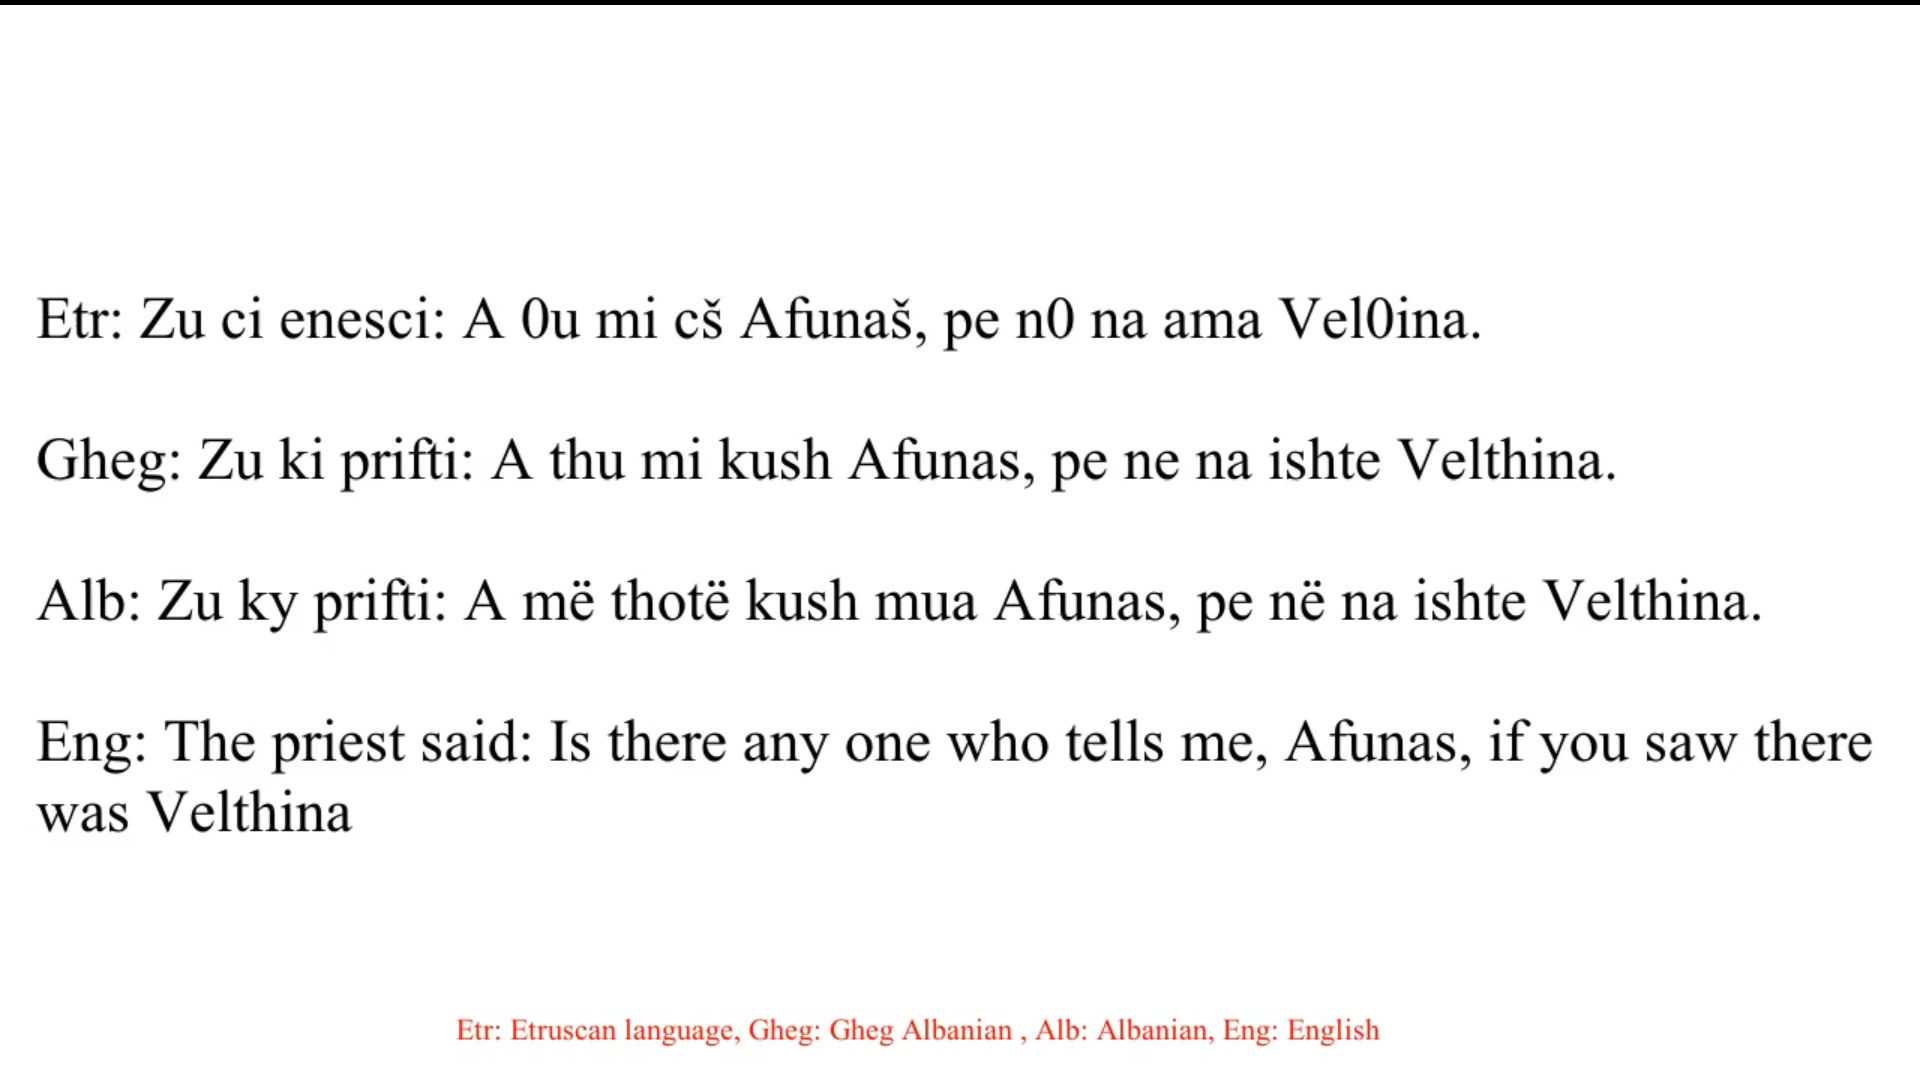 Etr: Zu ci enesci: A 0u mi cš Afunaš, pe n0 na ama Vel0ina.
Gheg: Zu ki prifti: A thu mi kush Afunas, pe ne na ishte Velthina.
Alb: Zu ky prifti: A më thotë kush mua Afunas, pe në na ishte Velthina.
Eng: The priest said: Is there any one who tells me, Afunas, if you saw there
was Velthina
Etr: Etruscan language, Gheg: Gheg Albanian , Alb: Albanian, Eng: English